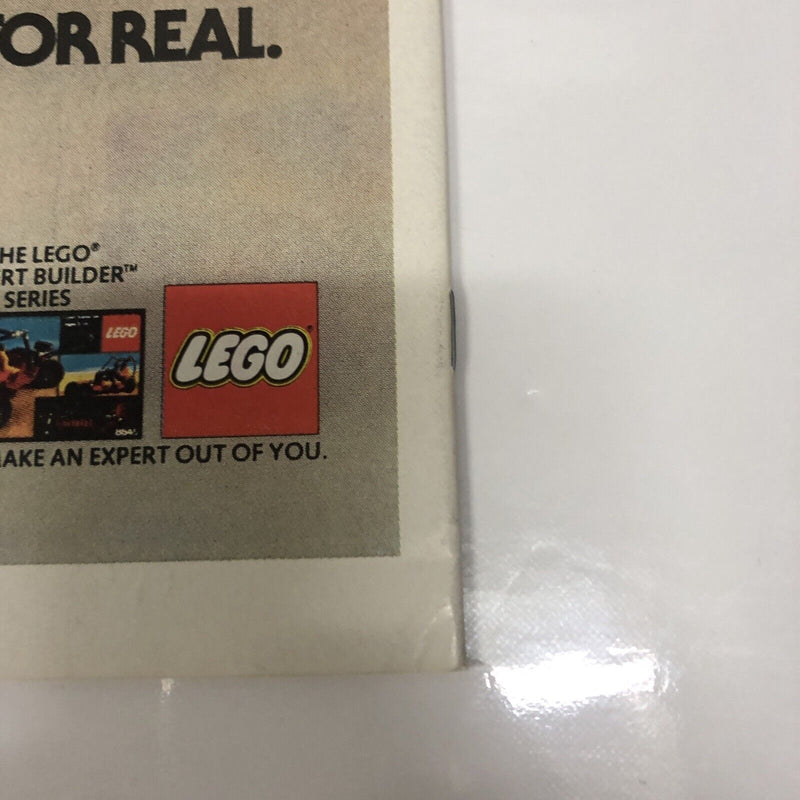 OR REAL.
HE LEGO®
RT BUILDER™
SERIES
LEGO
LEGO®
AKE AN EXPERT OUT OF YOU.